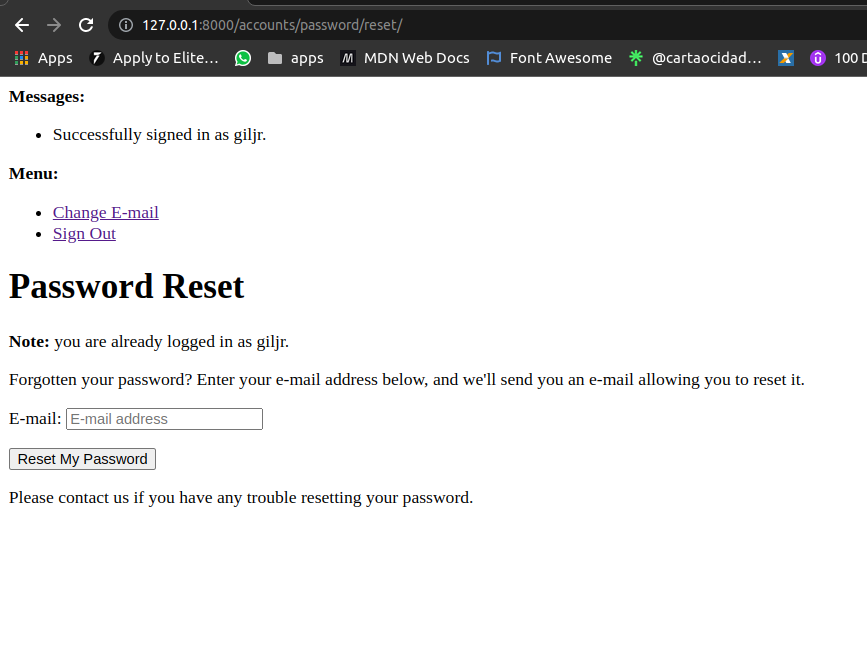 127.0.0.1:8000/accounts/password/reset/
Apps Apply to Elite… apps MDN Web Docs Font Awesome @cartaocidad… 100 D
Messages:
Successfully signed in as giljr.
Menu:
Change E-mail
Sign Out
Password Reset
Note: you are already logged in as giljr.
Forgotten your password? Enter your e-mail address below, and we'll send you an e-mail allowing you to reset it.
E-mail: E-mail address
Reset My Password
Please contact us if you have any trouble resetting your password.